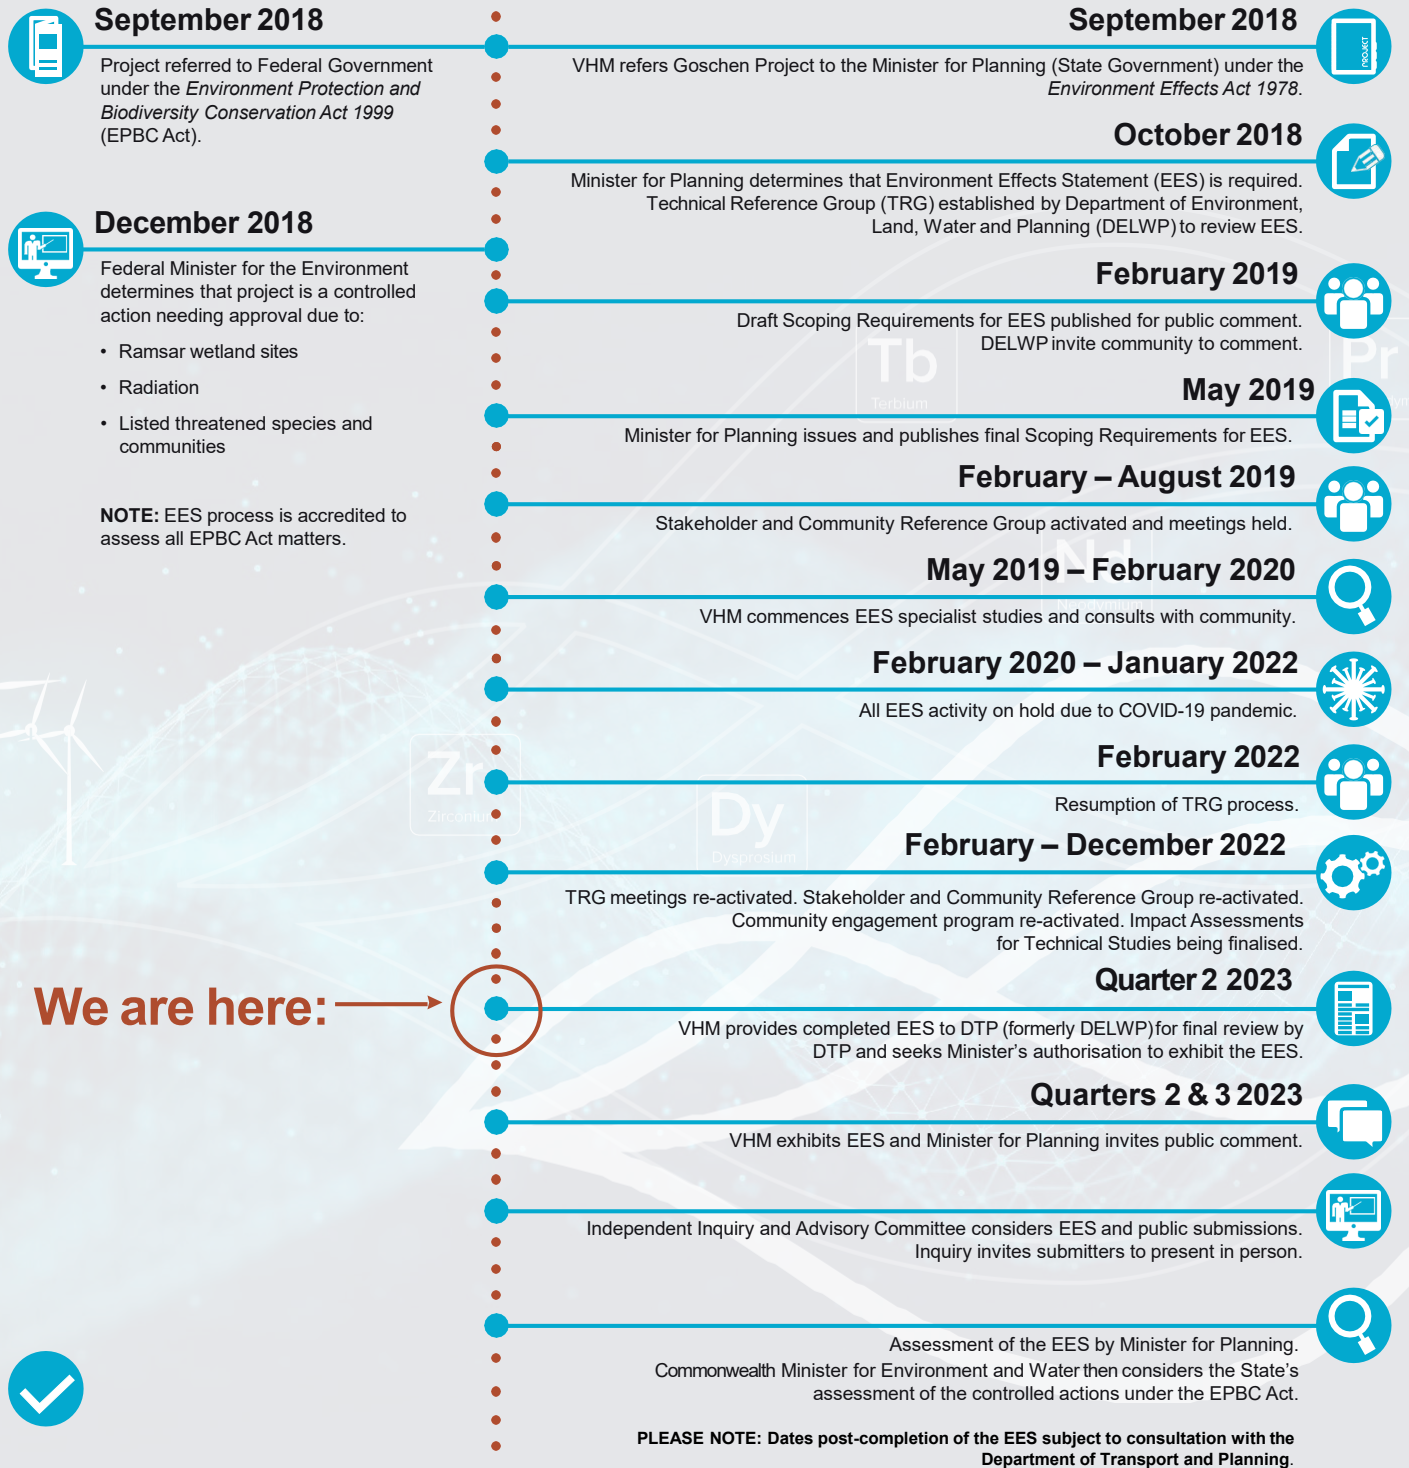 September 2018
Project referred to Federal Government
under the Environment Protection and
Biodiversity Conservation Act 1999
(EPBC Act).
December 2018
Federal Minister for the Environment
determines that project is a controlled
action needing approval due to:
• Ramsar wetland sites
• Radiation
• Listed threatened species and
communities
NOTE: EES process is accredited to
assess all EPBC Act matters.
September 2018
PROJECT
VHM refers Goschen Project to the Minister for Planning (State Government) under the
Environment Effects Act 1978.
October 2018
Minister for Planning determines that Environment Effects Statement (EES) is required.
Technical Reference Group (TRG) established by Department of Environment,
Land, Water and Planning (DELWP) to review EES.
February 2019
Draft Scoping Requirements for EES published for public comment.
DELWP invite community to comment.
Tb
Terbium
Pr
May 2019
Minister for Planning issues and publishes final Scoping Requirements for EES.
February – August 2019
Stakeholder and Community Reference Group activated and meetings held.
Nd
Neodymium
May 2019 – February 2020
VHM commences EES specialist studies and consults with community.
February 2020 – January 2022
All EES activity on hold due to COVID-19 pandemic.
Zr
Zirconium
Dy
Dysprosium
February 2022
Resumption of TRG process.
February – December 2022
TRG meetings re-activated. Stakeholder and Community Reference Group re-activated.
Community engagement program re-activated. Impact Assessments
for Technical Studies being finalised.
We are here:
Quarter 2 2023
VHM provides completed EES to DTP (formerly DELWP) for final review by
DTP and seeks Minister's authorisation to exhibit the EES.
Quarters 2 & 3 2023
VHM exhibits EES and Minister for Planning invites public comment.
Independent Inquiry and Advisory Committee considers EES and public submissions.
Inquiry invites submitters to present in person.
Assessment of the EES by Minister for Planning.
Commonwealth Minister for Environment and Water then considers the State's
assessment of the controlled actions under the EPBC Act.
PLEASE NOTE: Dates post-completion of the EES subject to consultation with the
Department of Transport and Planning.